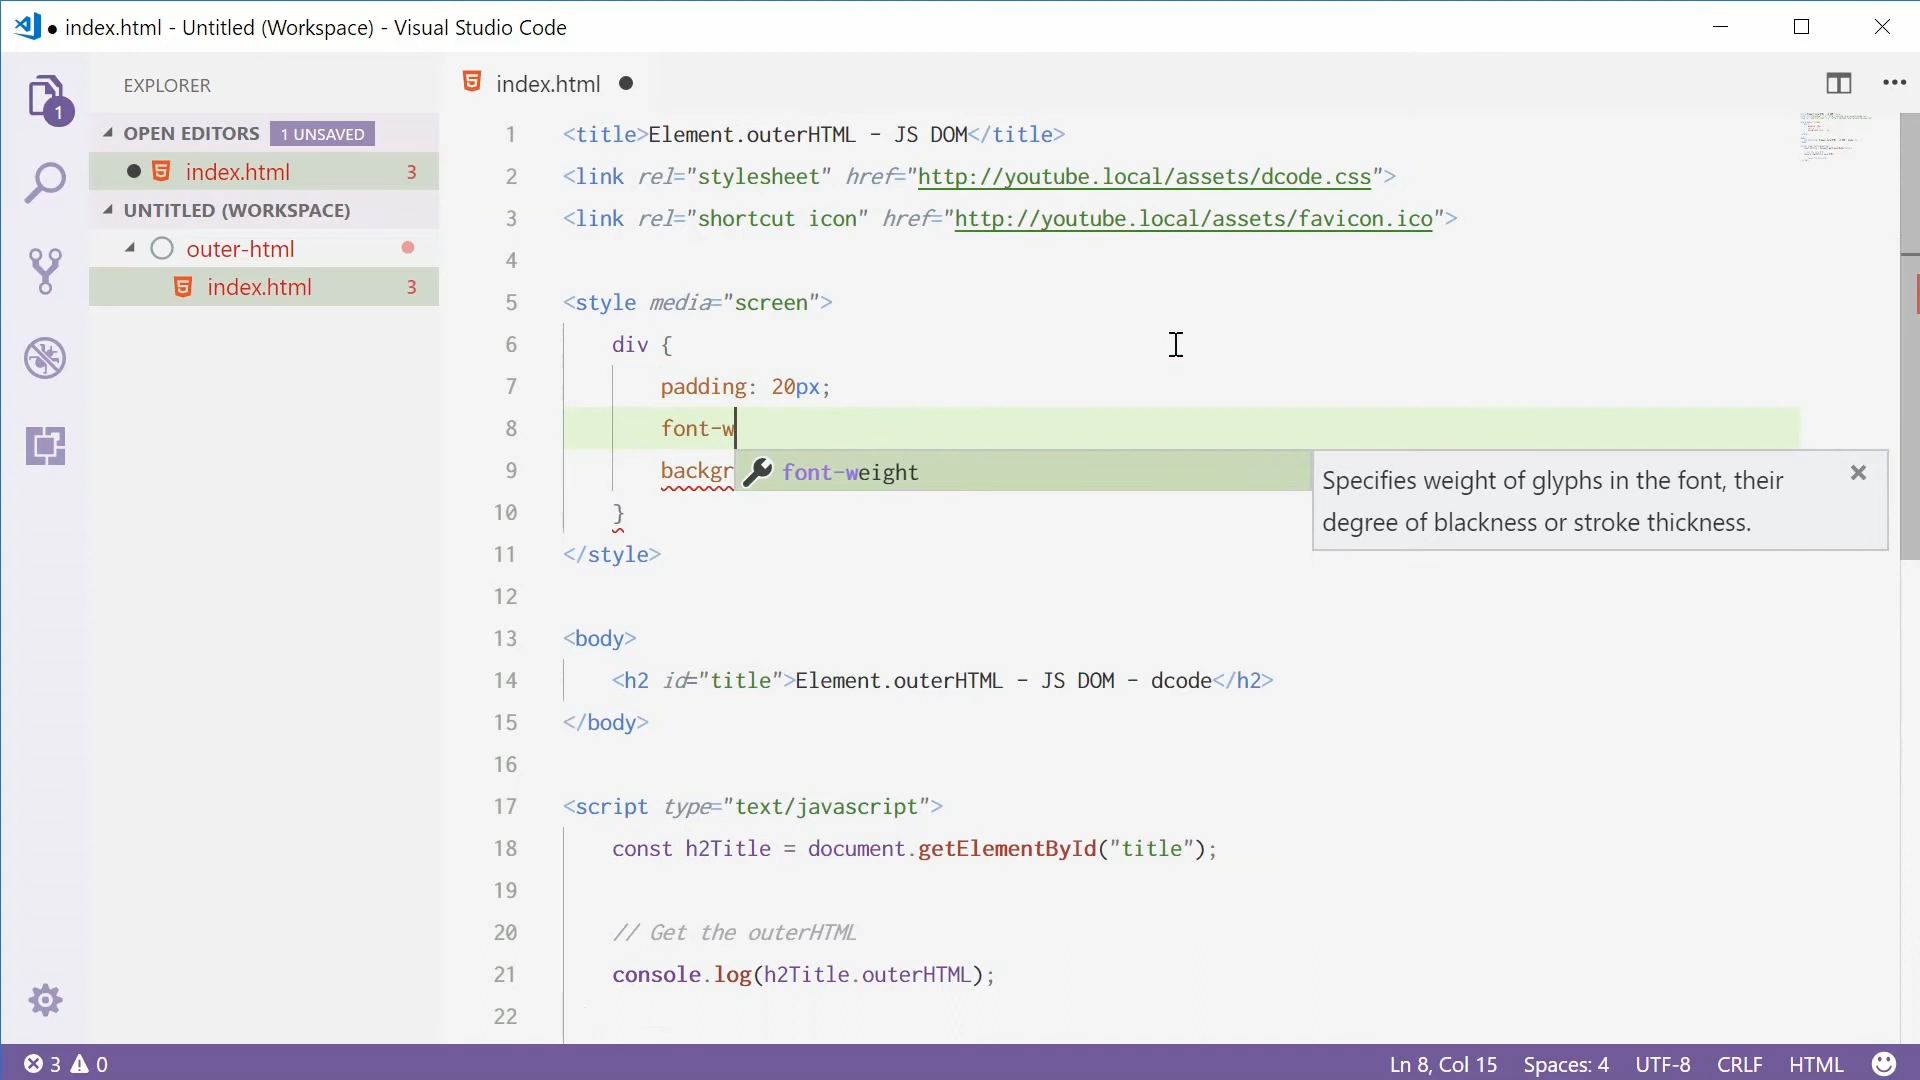 index.html - Untitled (Workspace) - Visual Studio Code
EXPLORER
1
OPEN EDITORS 1 UNSAVED
index.html 3
UNTITLED (WORKSPACE)
outer-html
index.html 3
index.html
1 <title>Element.outerHTML - JS DOM</title>
2 <link rel="stylesheet" href="http://youtube.local/assets/dcode.css">
3 <link rel="shortcut icon" href="http://youtube.local/assets/favicon.ico">
4
5 <style media="screen">
6 div {
7 padding: 20px;
8 font-w
9 backgr
font-weight
Specifies weight of glyphs in the font, their
degree of blackness or stroke thickness.
10 }
11 </style>
12
13 <body>
14 <h2 id="title">Element.outerHTML - JS DOM - dcode</h2>
15 </body>
16
17 <script type="text/javascript">
18 const h2Title = document.getElementById("title");
19
20 // Get the outerHTML
21 console.log(h2Title.outerHTML);
22
3 0 Ln 8, Col 15 Spaces: 4 UTF-8 CRLF HTML